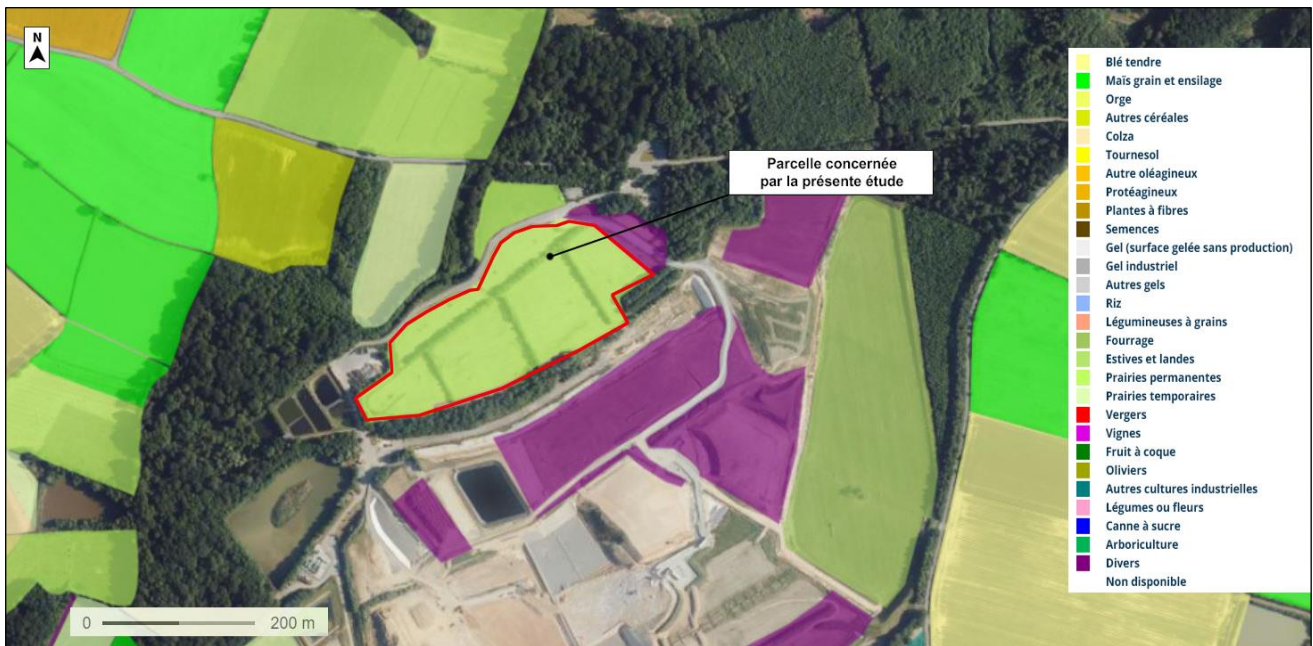 N
Parcelle concernée
par la présente étude
Blé tendre
Maïs grain et ensilage
Orge
Autres céréales
Colza
Tournesol
Autre oléagineux
Protéagineux
Plantes à fibres
Semences
Gel (surface gelée sans production)
Gel industriel
Autres gels
Riz
Légumineuses à grains
Fourrage
Estives et landes
Prairies permanentes
Prairies temporaires
Vergers
Vignes
Fruit à coque
Oliviers
Autres cultures industrielles
Légumes ou fleurs
Canne à sucre
Arboriculture
Divers
Non disponible
0 200 m